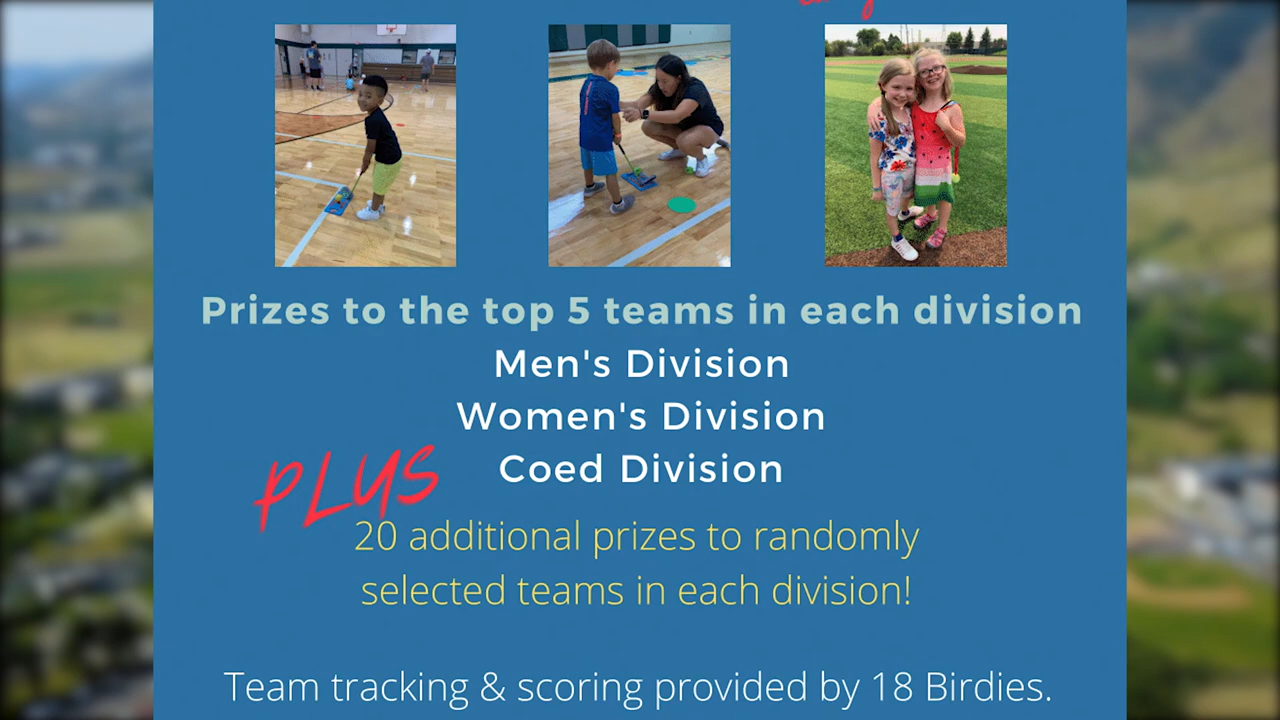 Prizes to the top 5 teams in each division
Men's Division
Women's Division
Coed Division
PLUS
20 additional prizes to randomly
selected teams in each division!
Team tracking & scoring provided by 18 Birdies.